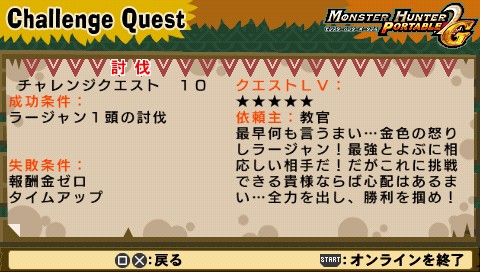 Challenge Quest
MONSTER HUNTER
PORTABLE 2 G
討伐
チャレンジクエスト 10
成功条件：
ラージャン１頭の討伐
失敗条件：
報酬金ゼロ
タイムアップ
クエストＬＶ：
★★★★★
依頼主：教官
最早何も言うまい…金色の怒り
しラージャン！最強とよぶに相
応しい相手だ！だがこれに挑戦
できる貴様ならば心配はあるま
い…全力を出し、勝利を掴め！
□×：戻る
START：オンラインを終了